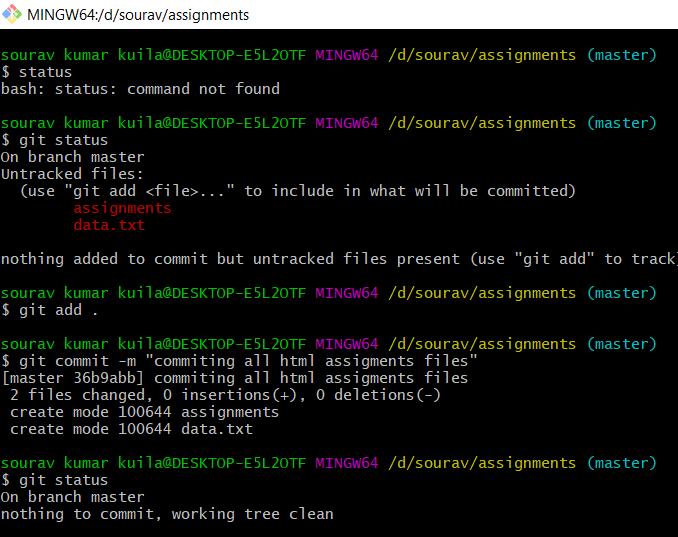 MINGW64:/d/sourav/assignments
sourav kumar kuila@DESKTOP-E5L2OTF MINGW64 /d/sourav/assignments (master)
$ status
bash: status: command not found
sourav kumar kuila@DESKTOP-E5L2OTF MINGW64 /d/sourav/assignments (master)
$ git status
On branch master
Untracked files:
  (use "git add <file>..." to include in what will be committed)
        assignments
        data.txt
nothing added to commit but untracked files present (use "git add" to track)
sourav kumar kuila@DESKTOP-E5L2OTF MINGW64 /d/sourav/assignments (master)
$ git add .
sourav kumar kuila@DESKTOP-E5L2OTF MINGW64 /d/sourav/assignments (master)
$ git commit -m "commiting all html assigments files"
[master 36b9abb] commiting all html assigments files
 2 files changed, 0 insertions(+), 0 deletions(-)
 create mode 100644 assignments
 create mode 100644 data.txt
sourav kumar kuila@DESKTOP-E5L2OTF MINGW64 /d/sourav/assignments (master)
$ git status
On branch master
nothing to commit, working tree clean